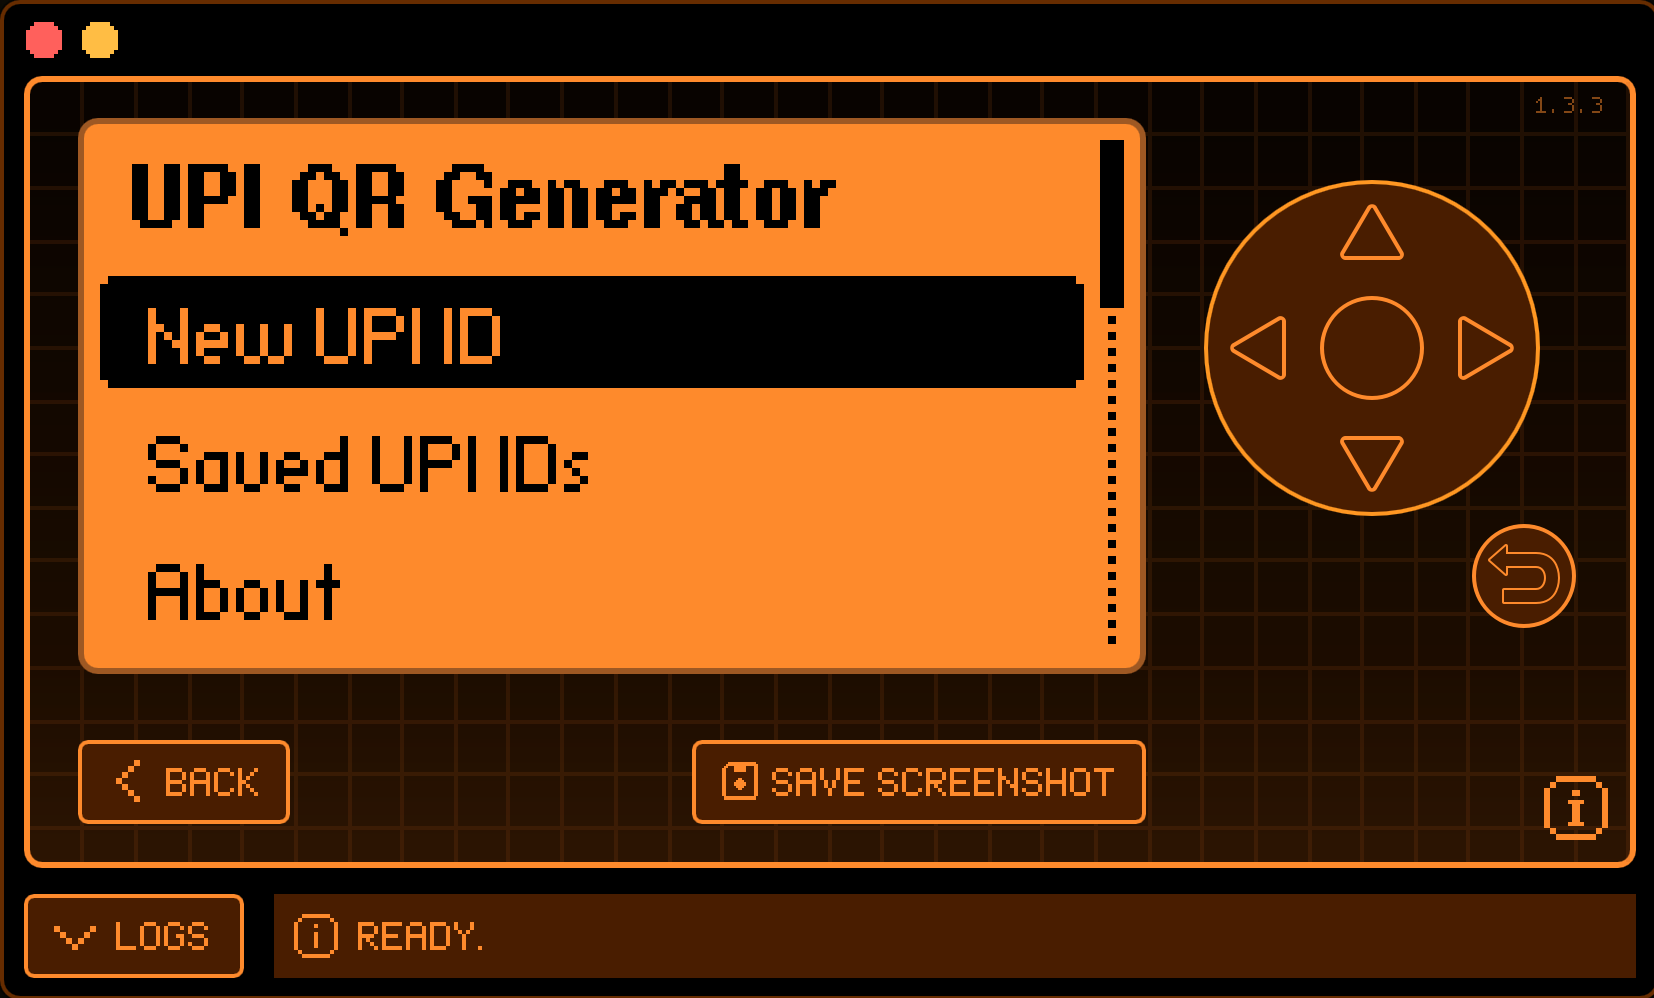 1.3.3
UPI QR Generator
New UPI ID
Saved UPI IDs
About
BACK
SAVE SCREENSHOT
LOGS
READY.